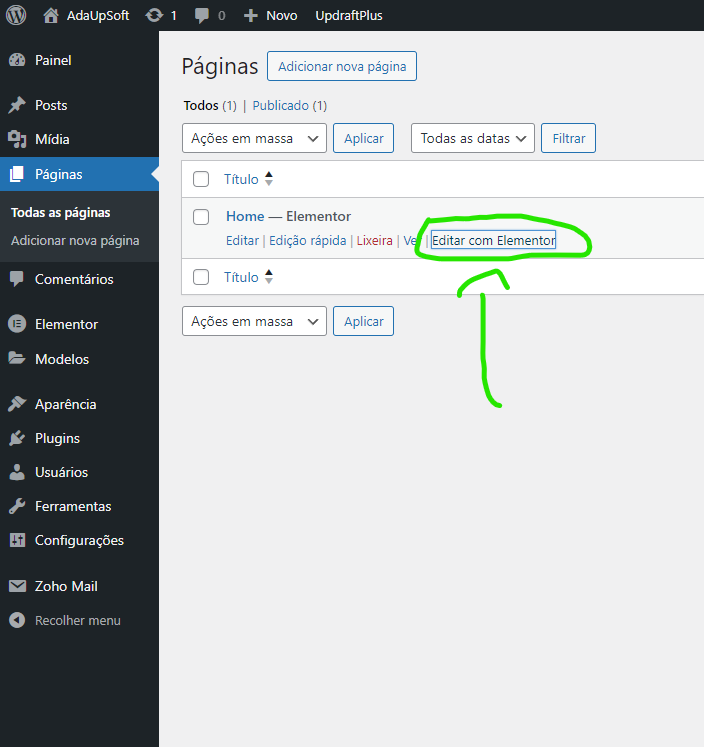 AdaUpSoft 1 0 Novo UpdraftPlus
Painel
Posts
Mídia
Páginas
Todas as páginas
Adicionar nova página
Comentários
Elementor
Modelos
Aparência
Plugins
Usuários
Ferramentas
Configurações
Zoho Mail
Recolher menu
Páginas Adicionar nova página
Todos (1) | Publicado (1)
Ações em massa Aplicar Todas as datas Filtrar
Título
Home — Elementor
Editar | Edição rápida | Lixeira | Ve | Editar com Elementor
Título
Ações em massa Aplicar